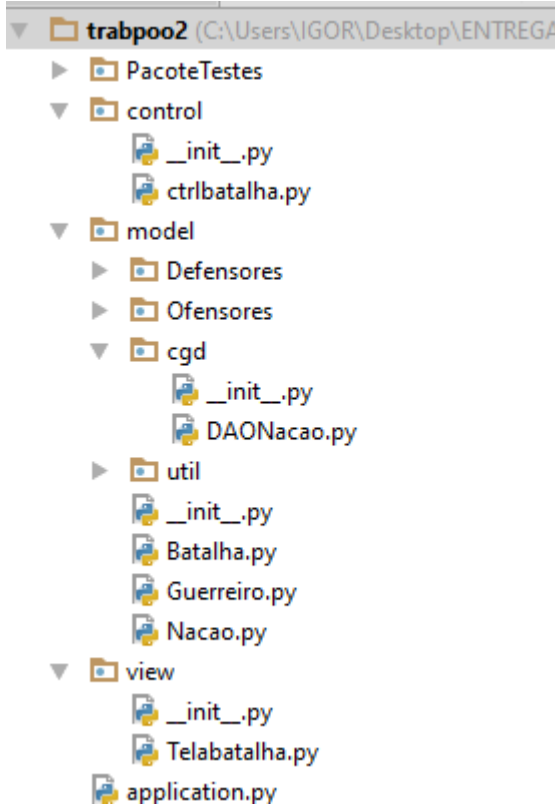 trabpoo2 (C:\Users\IGOR\Desktop\ENTREGA
PacoteTestes
control
__init__.py
ctrlbatalha.py
model
Defensores
Ofensores
cgd
__init__.py
DAONacao.py
util
__init__.py
Batalha.py
Guerreiro.py
Nacao.py
view
__init__.py
Telabatalha.py
application.py